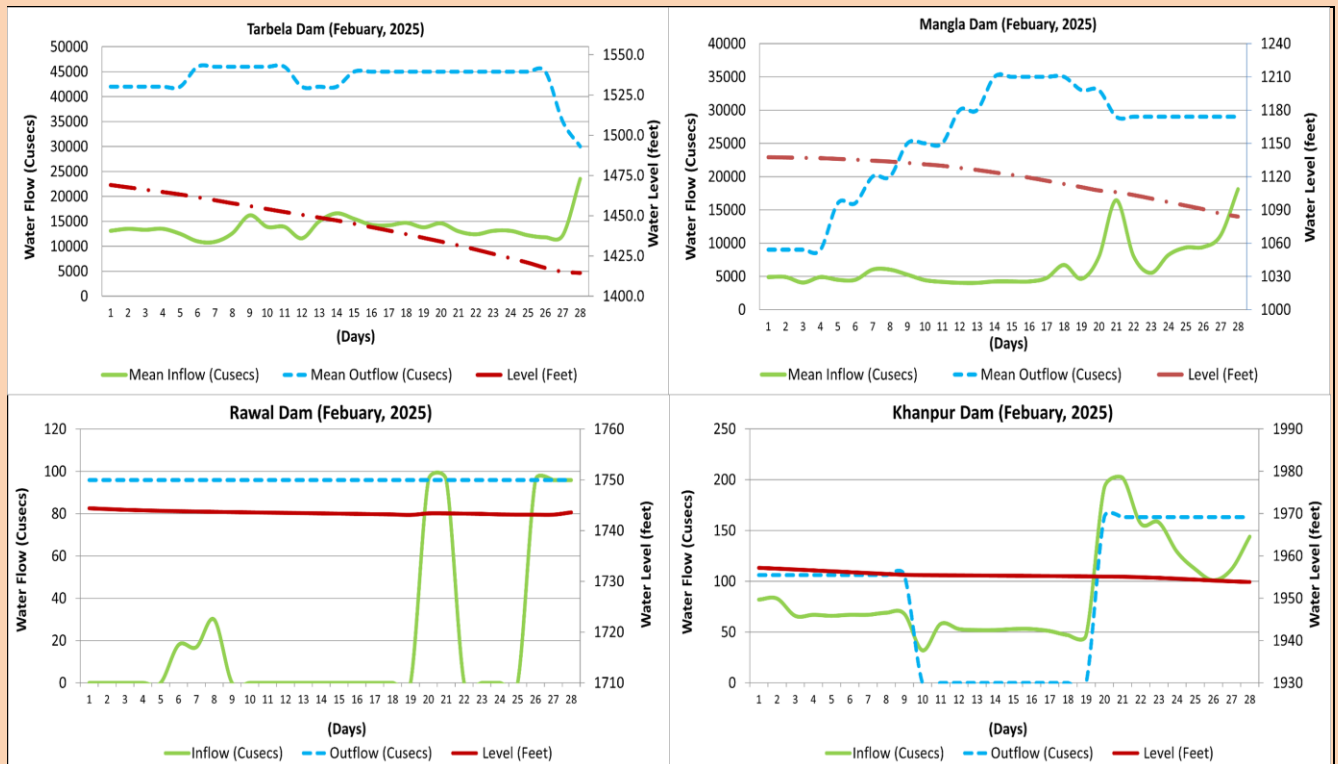 Tarbela Dam (Febuary, 2025)
50000
45000
40000
35000
30000
25000
20000
15000
10000
5000
0
Water Flow (Cusecs)
1550.0
1525.0
1500.0
1475.0
1450.0
1425.0
1400.0
Water Level (feet)
1 2 3 4 5 6 7 8 9 10 11 12 13 14 15 16 17 18 19 20 21 22 23 24 25 26 27 28
(Days)
Mean Inflow (Cusecs) Mean Outflow (Cusecs) Level (Feet)
Mangla Dam (Febuary, 2025)
40000
35000
30000
25000
20000
15000
10000
5000
0
Water Flow (Cusecs)
1240
1210
1180
1150
1120
1090
1060
1030
1000
Water Level (feet)
1 2 3 4 5 6 7 8 9 10 11 12 13 14 15 16 17 18 19 20 21 22 23 24 25 26 27 28
(Days)
Mean Inflow (Cusecs) Mean Outflow (Cusecs) Level (Feet)
Rawal Dam (Febuary, 2025)
120
100
80
60
40
20
0
Water Flow (Cusecs)
1760
1750
1740
1730
1720
1710
Water Level (feet)
1 2 3 4 5 6 7 8 9 10 11 12 13 14 15 16 17 18 19 20 21 22 23 24 25 26 27 28
(Days)
Inflow (Cusecs) Outflow (Cusecs) Level (Feet)
Khanpur Dam (Febuary, 2025)
250
200
150
100
50
0
Water Flow (Cusecs)
1990
1980
1970
1960
1950
1940
1930
Water Level (feet)
1 2 3 4 5 6 7 8 9 10 11 12 13 14 15 16 17 18 19 20 21 22 23 24 25 26 27 28
(Days)
Inflow (Cusecs) Outflow (Cusecs) Level (Feet)